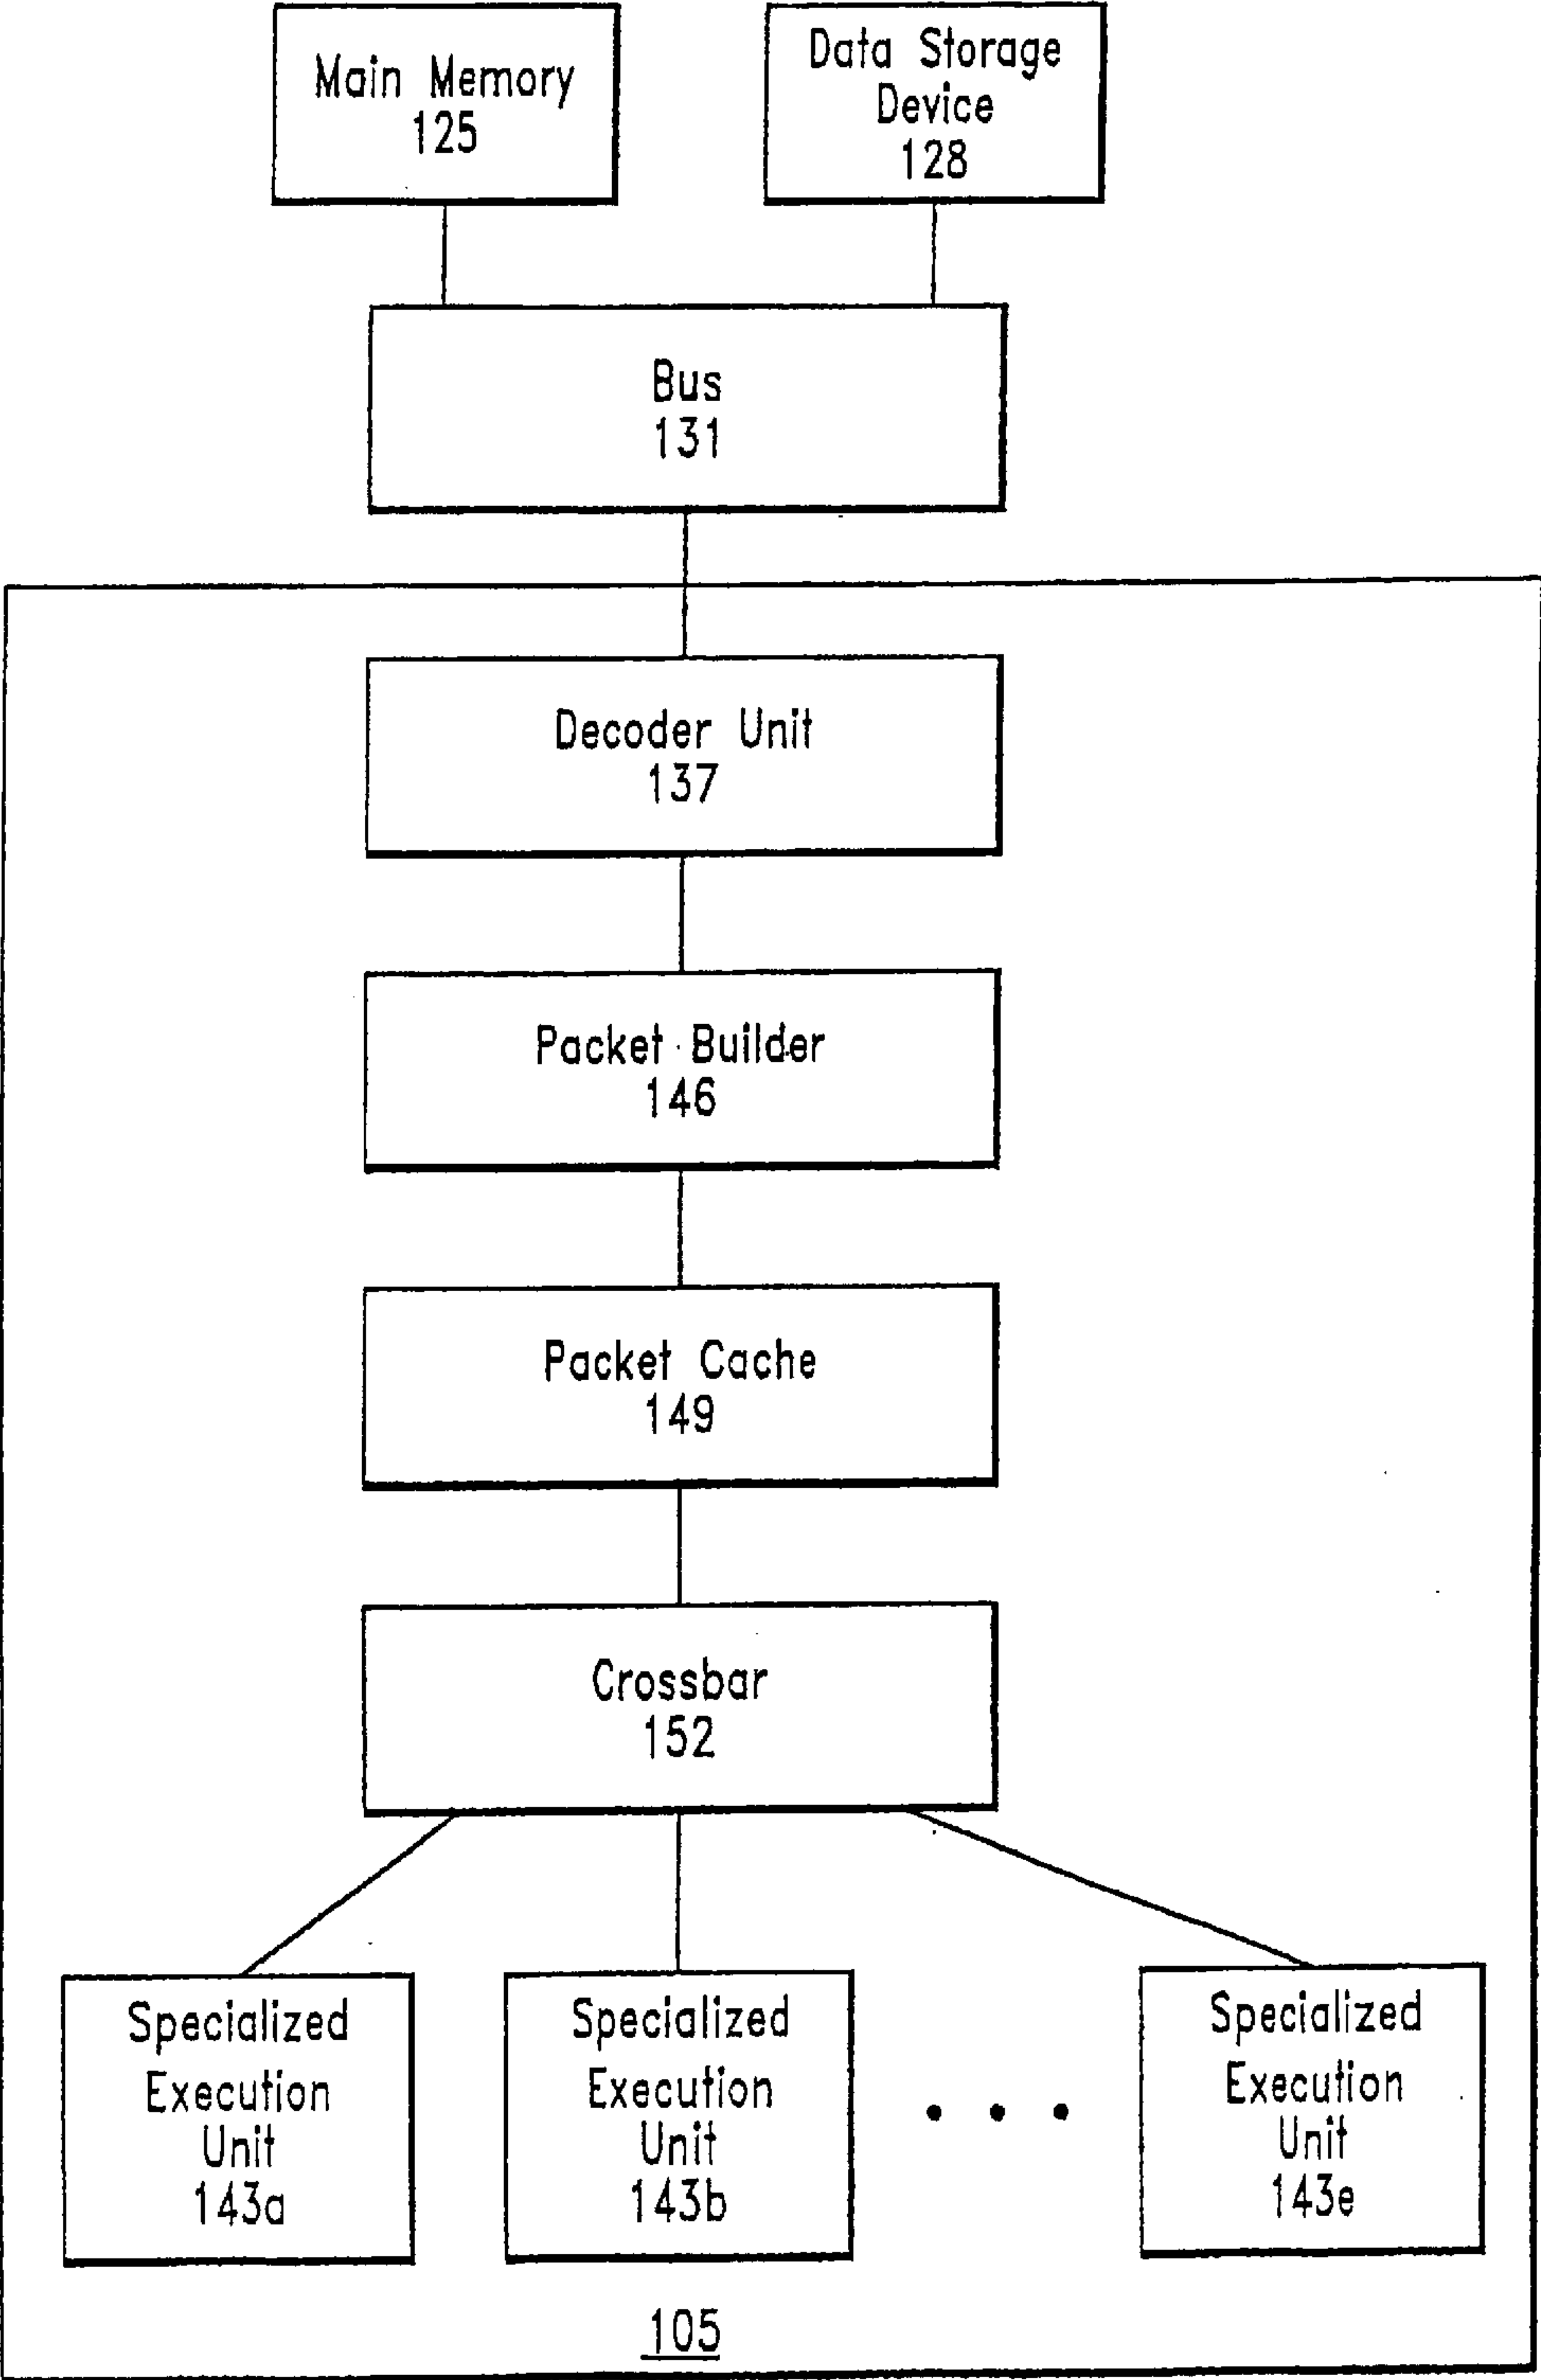 Main Memory
125
Data Storage
Device
128
Bus
131
Decoder Unit
137
Packet Builder
146
Packet Cache
149
Crossbar
152
Specialized
Execution
Unit
143a
Specialized
Execution
Unit
143b
Specialized
Execution
Unit
143e
105